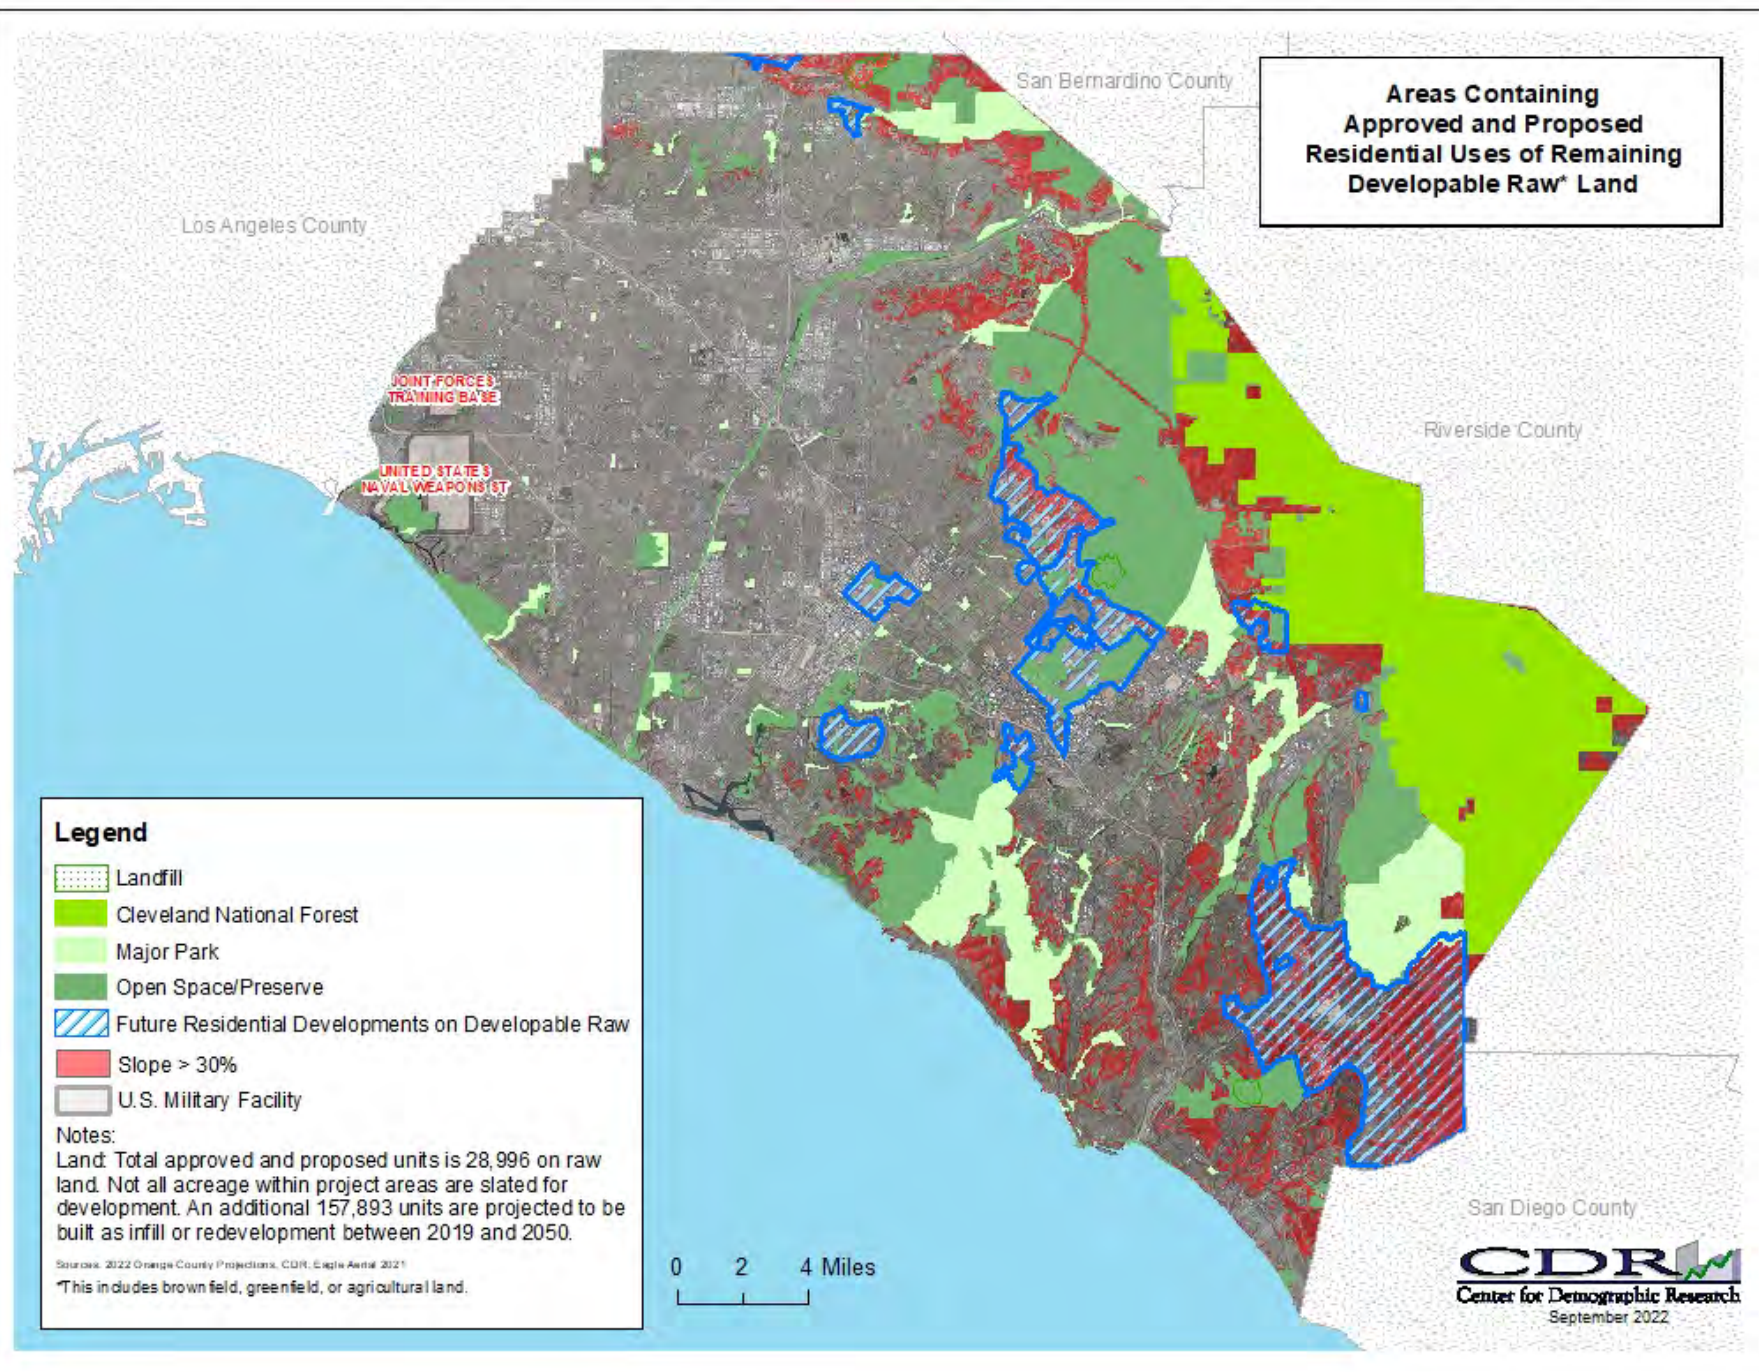 Areas Containing
Approved and Proposed
Residential Uses of Remaining
Developable Raw* Land
San Bernardino County
Los Angeles County
Riverside County
San Diego County
JOINT FORCES
TRAINING BASE
UNITED STATES
NAVAL WEAPONS ST
Legend
Landfill
Cleveland National Forest
Major Park
Open Space/Preserve
Future Residential Developments on Developable Raw
Slope > 30%
U.S. Military Facility
Notes:
Land: Total approved and proposed units is 28,996 on raw
land. Not all acreage within project areas are slated for
development. An additional 157,893 units are projected to be
built as infill or redevelopment between 2019 and 2050.
Sources: 2022 Orange County Projections, CDR; Eagle Aerial 2021
*This includes brownfield, greenfield, or agricultural land.
0 2 4 Miles
CDR
Center for Demographic Research
September 2022